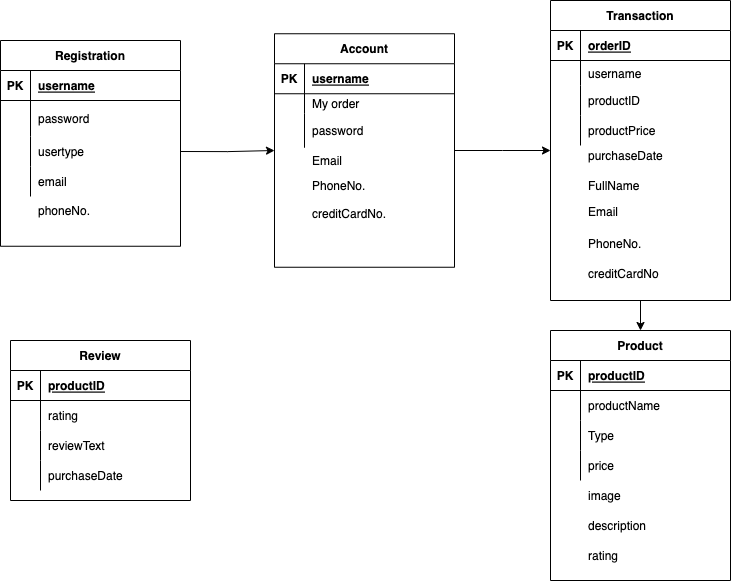 Registration
PK username
password
usertype
email
phoneNo.
Account
PK username
My order
password
Email
PhoneNo.
creditCardNo.
Transaction
PK orderID
username
productID
productPrice
purchaseDate
FullName
Email
PhoneNo.
creditCardNo
Review
PK productID
rating
reviewText
purchaseDate
Product
PK productID
productName
Type
price
image
description
rating